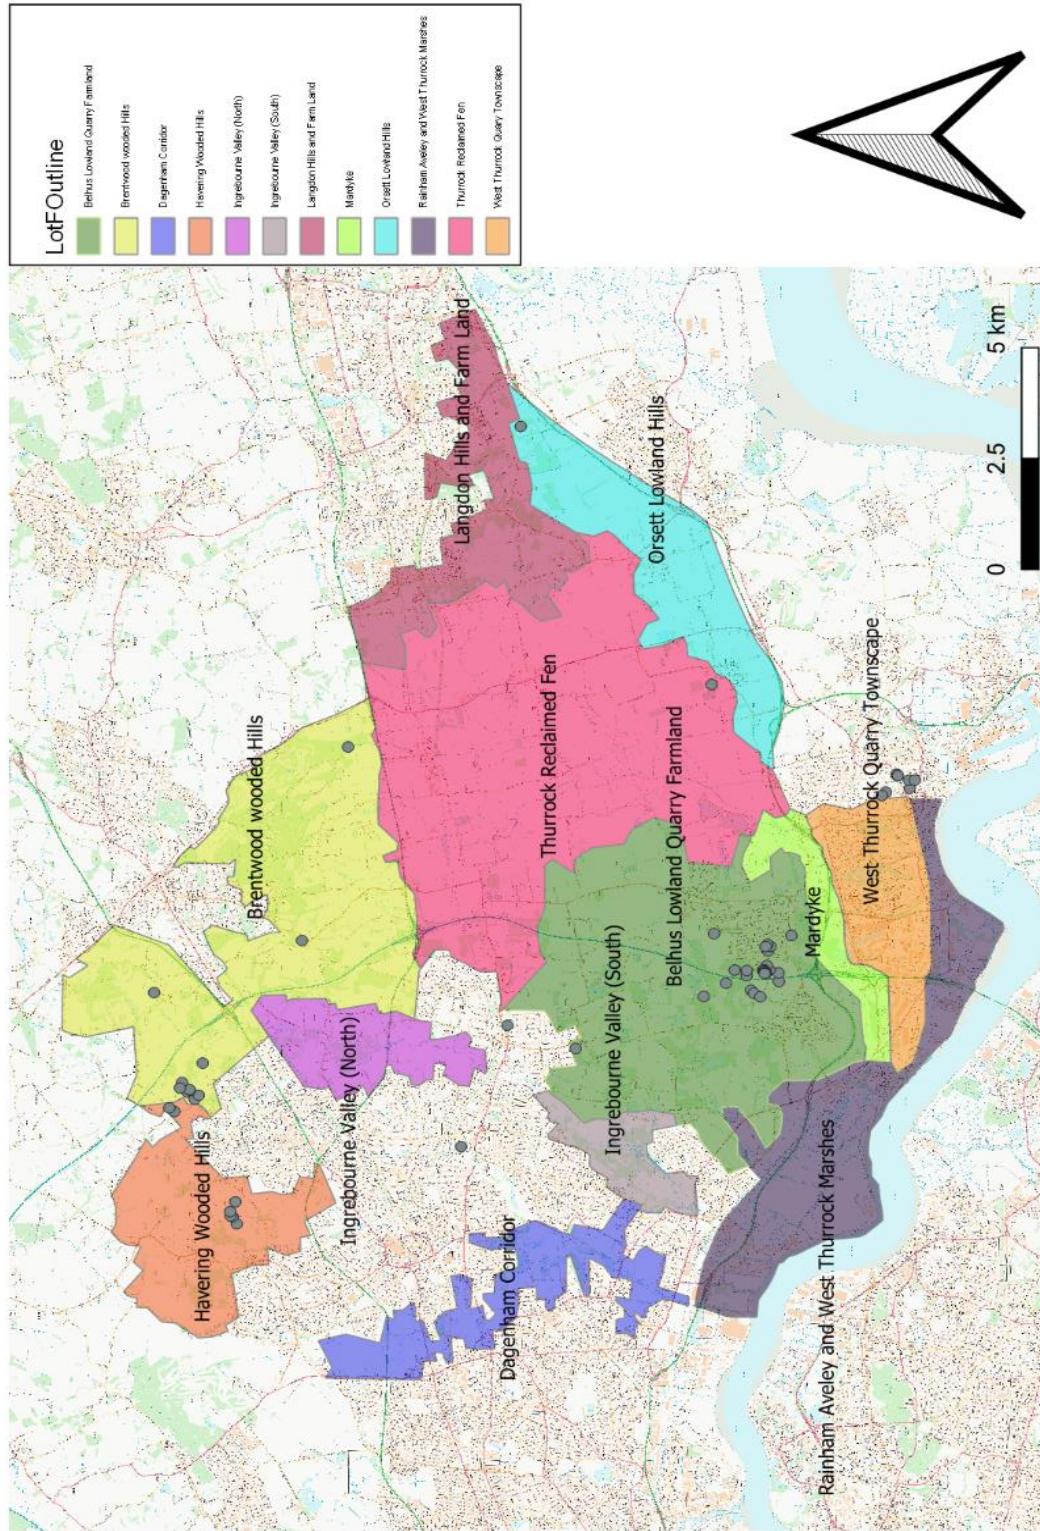 LotFOutline
Belhus Lowland Quarry Farmland
Brentwood wooded Hills
Dagenham Corridor
Havering Wooded Hills
Ingrebourne Valley (North)
Ingrebourne Valley (South)
Langdon Hills and Farm Land
Mardyke
Orsett Lowland Hills
Rainham Aveley and West Thurrock Marshes
Thurrock Reclaimed Fen
West Thurrock Quarry Townscape
Havering Wooded Hills
Brentwood wooded Hills
Ingrebourne Valley (North)
Langdon Hills and Farm Land
Dagenham Corridor
Thurrock Reclaimed Fen
Ingrebourne Valley (South)
Orsett Lowland Hills
Belhus Lowland Quarry Farmland
Mardyke
Rainham Aveley and West Thurrock Marshes
West Thurrock Quarry Townscape
0 2.5 5 km